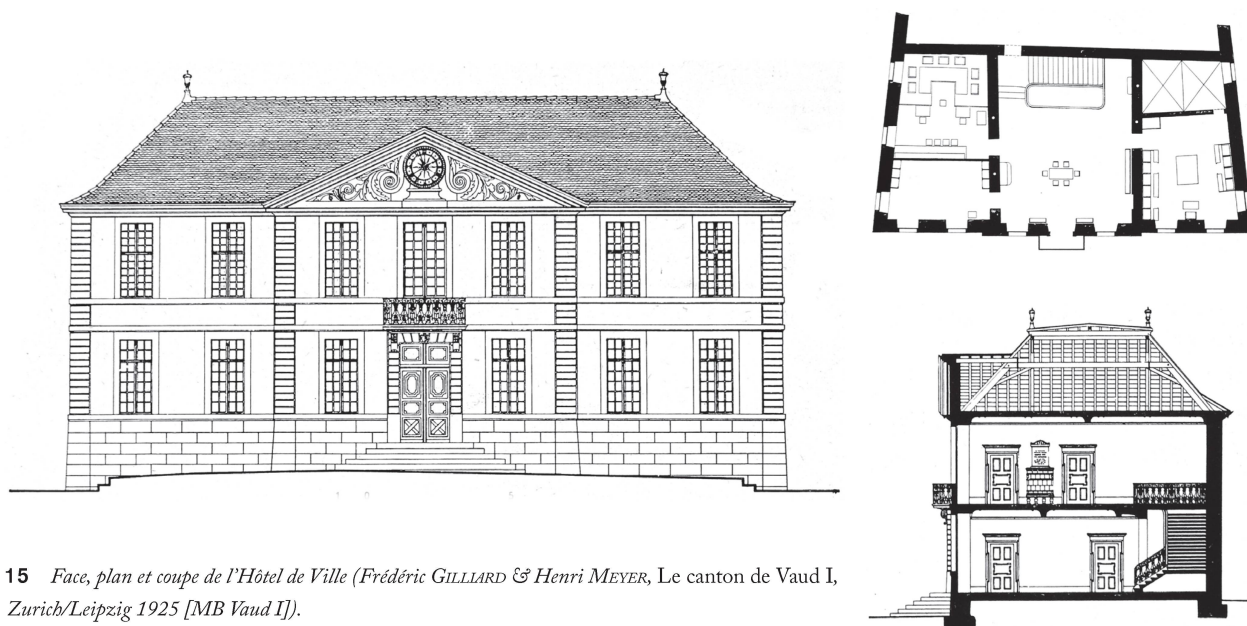 15 Face, plan et coupe de l’Hôtel de Ville (Frédéric GILLIARD & Henri MEYER, Le canton de Vaud I,
Zurich/Leipzig 1925 [MB Vaud I]).